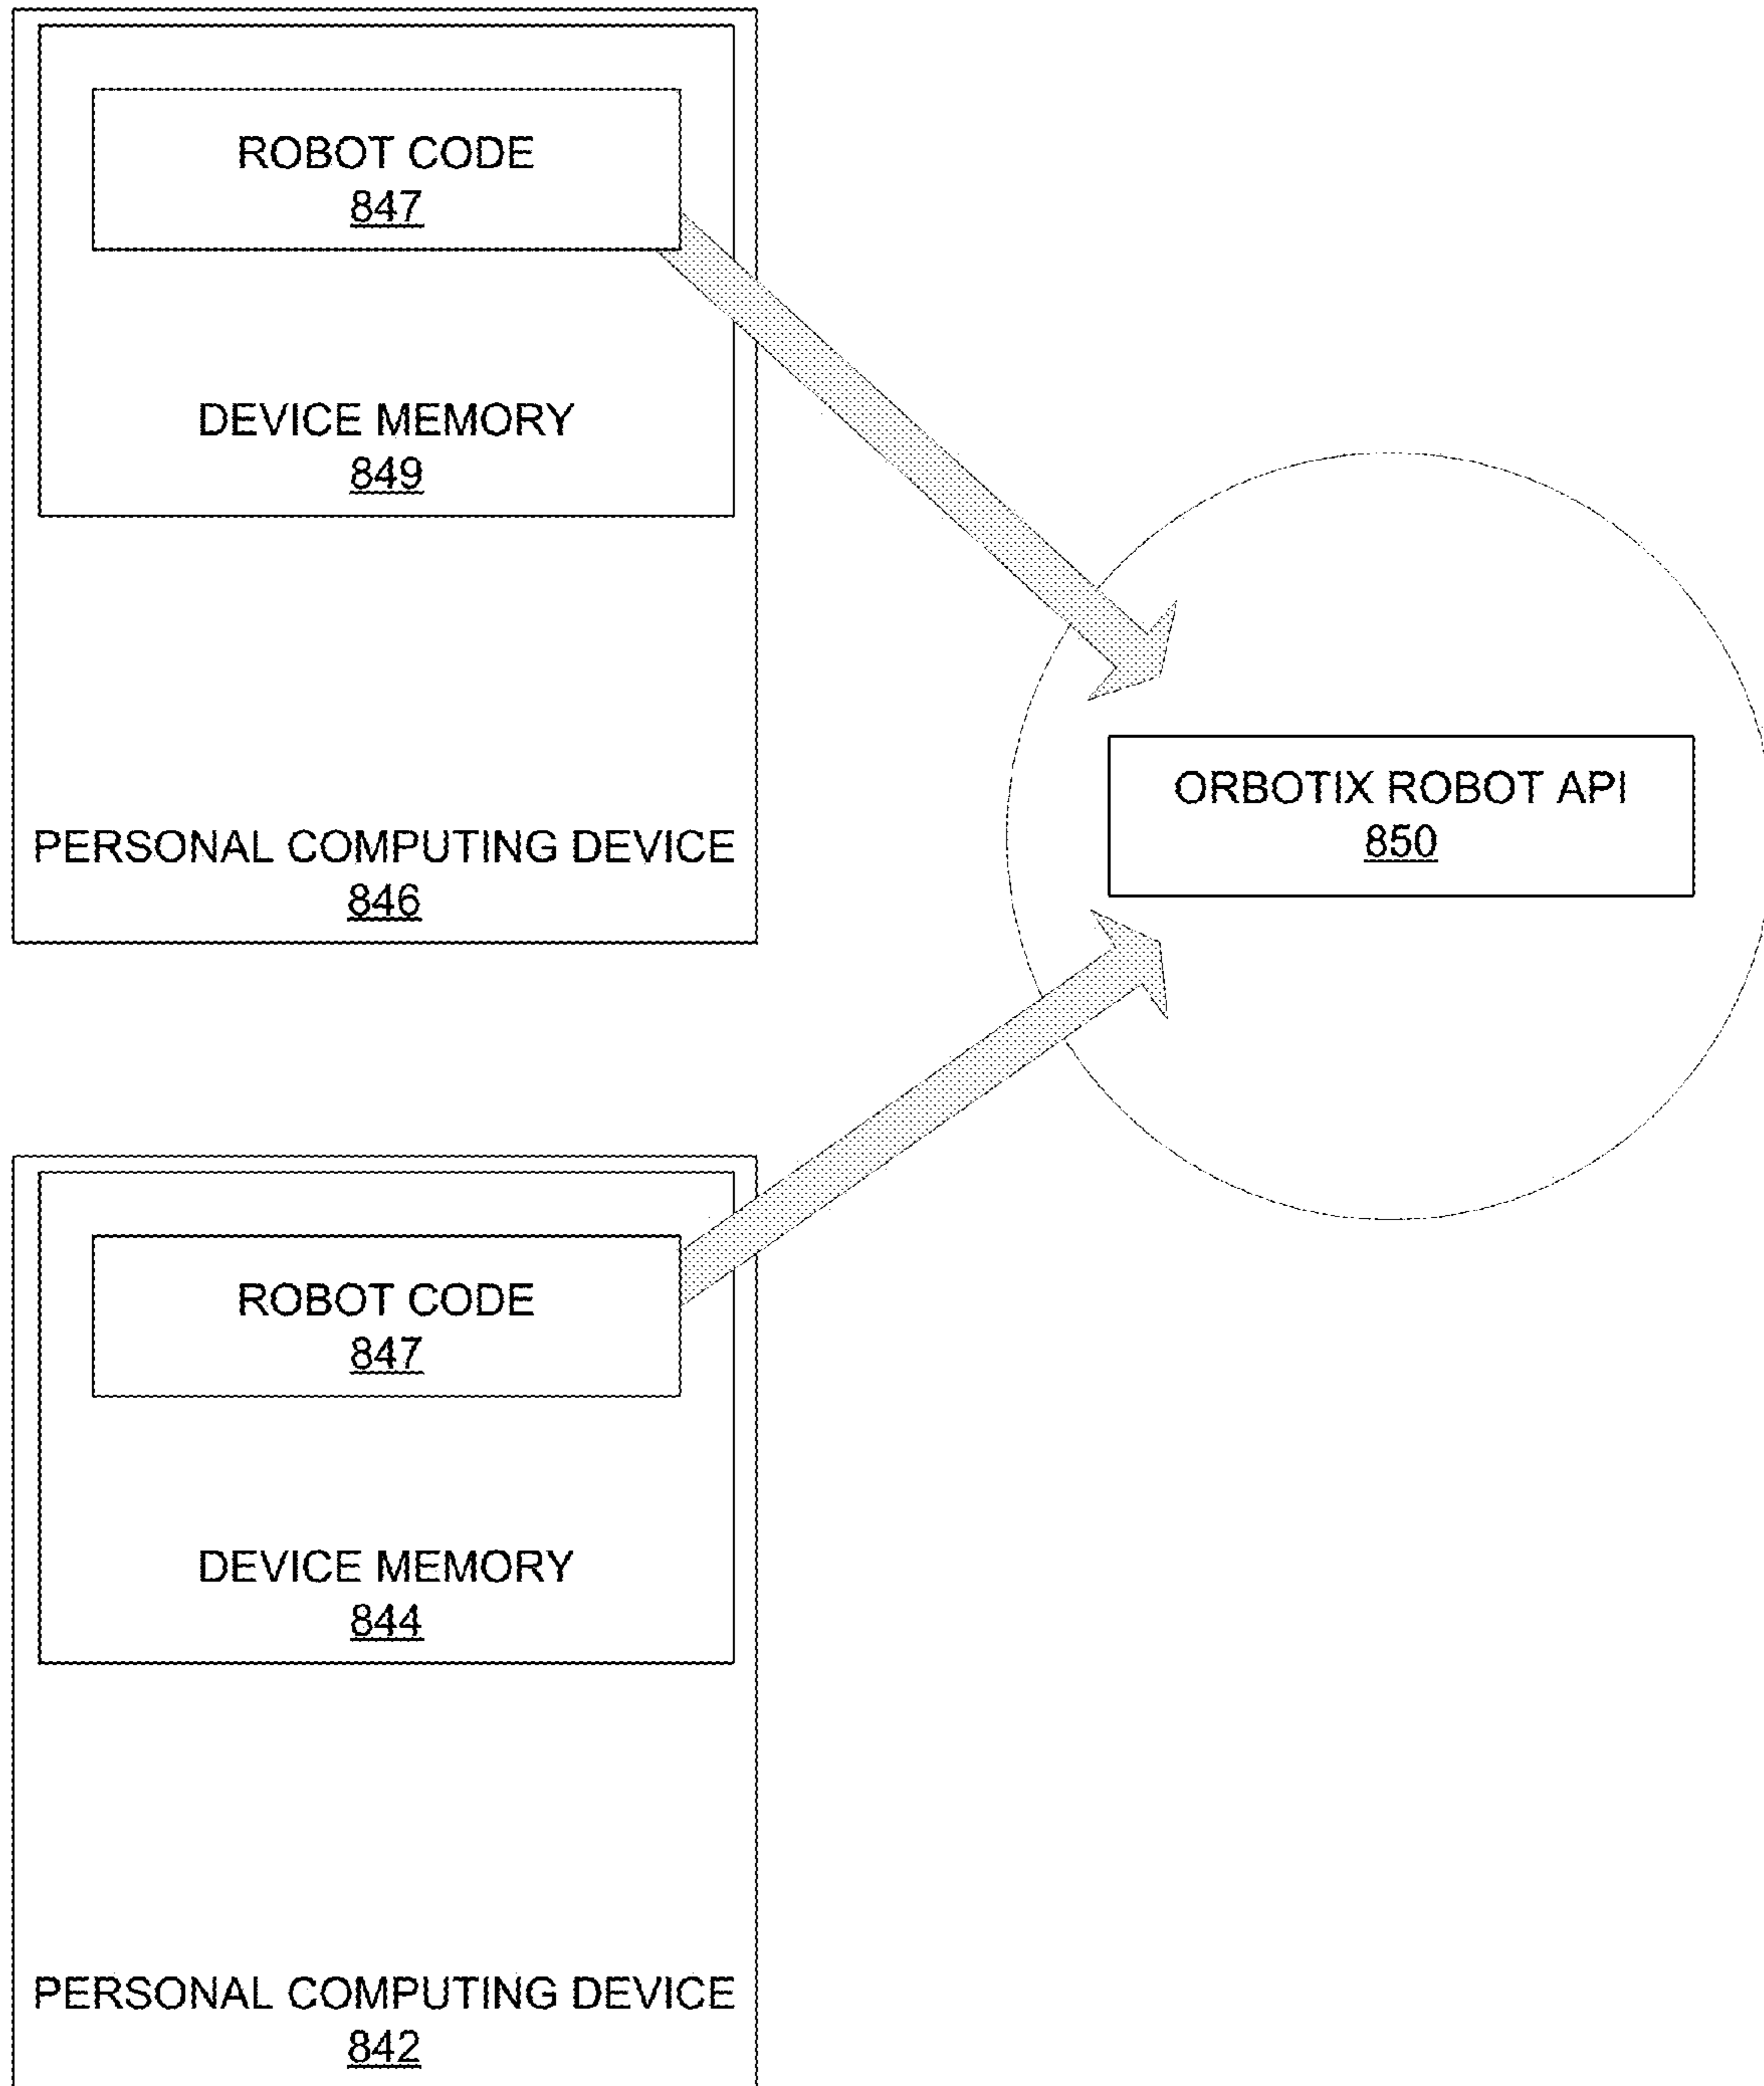 ROBOT CODE
847
DEVICE MEMORY
849
PERSONAL COMPUTING DEVICE
846
ORBOTIX ROBOT API
850
ROBOT CODE
847
DEVICE MEMORY
844
PERSONAL COMPUTING DEVICE
842